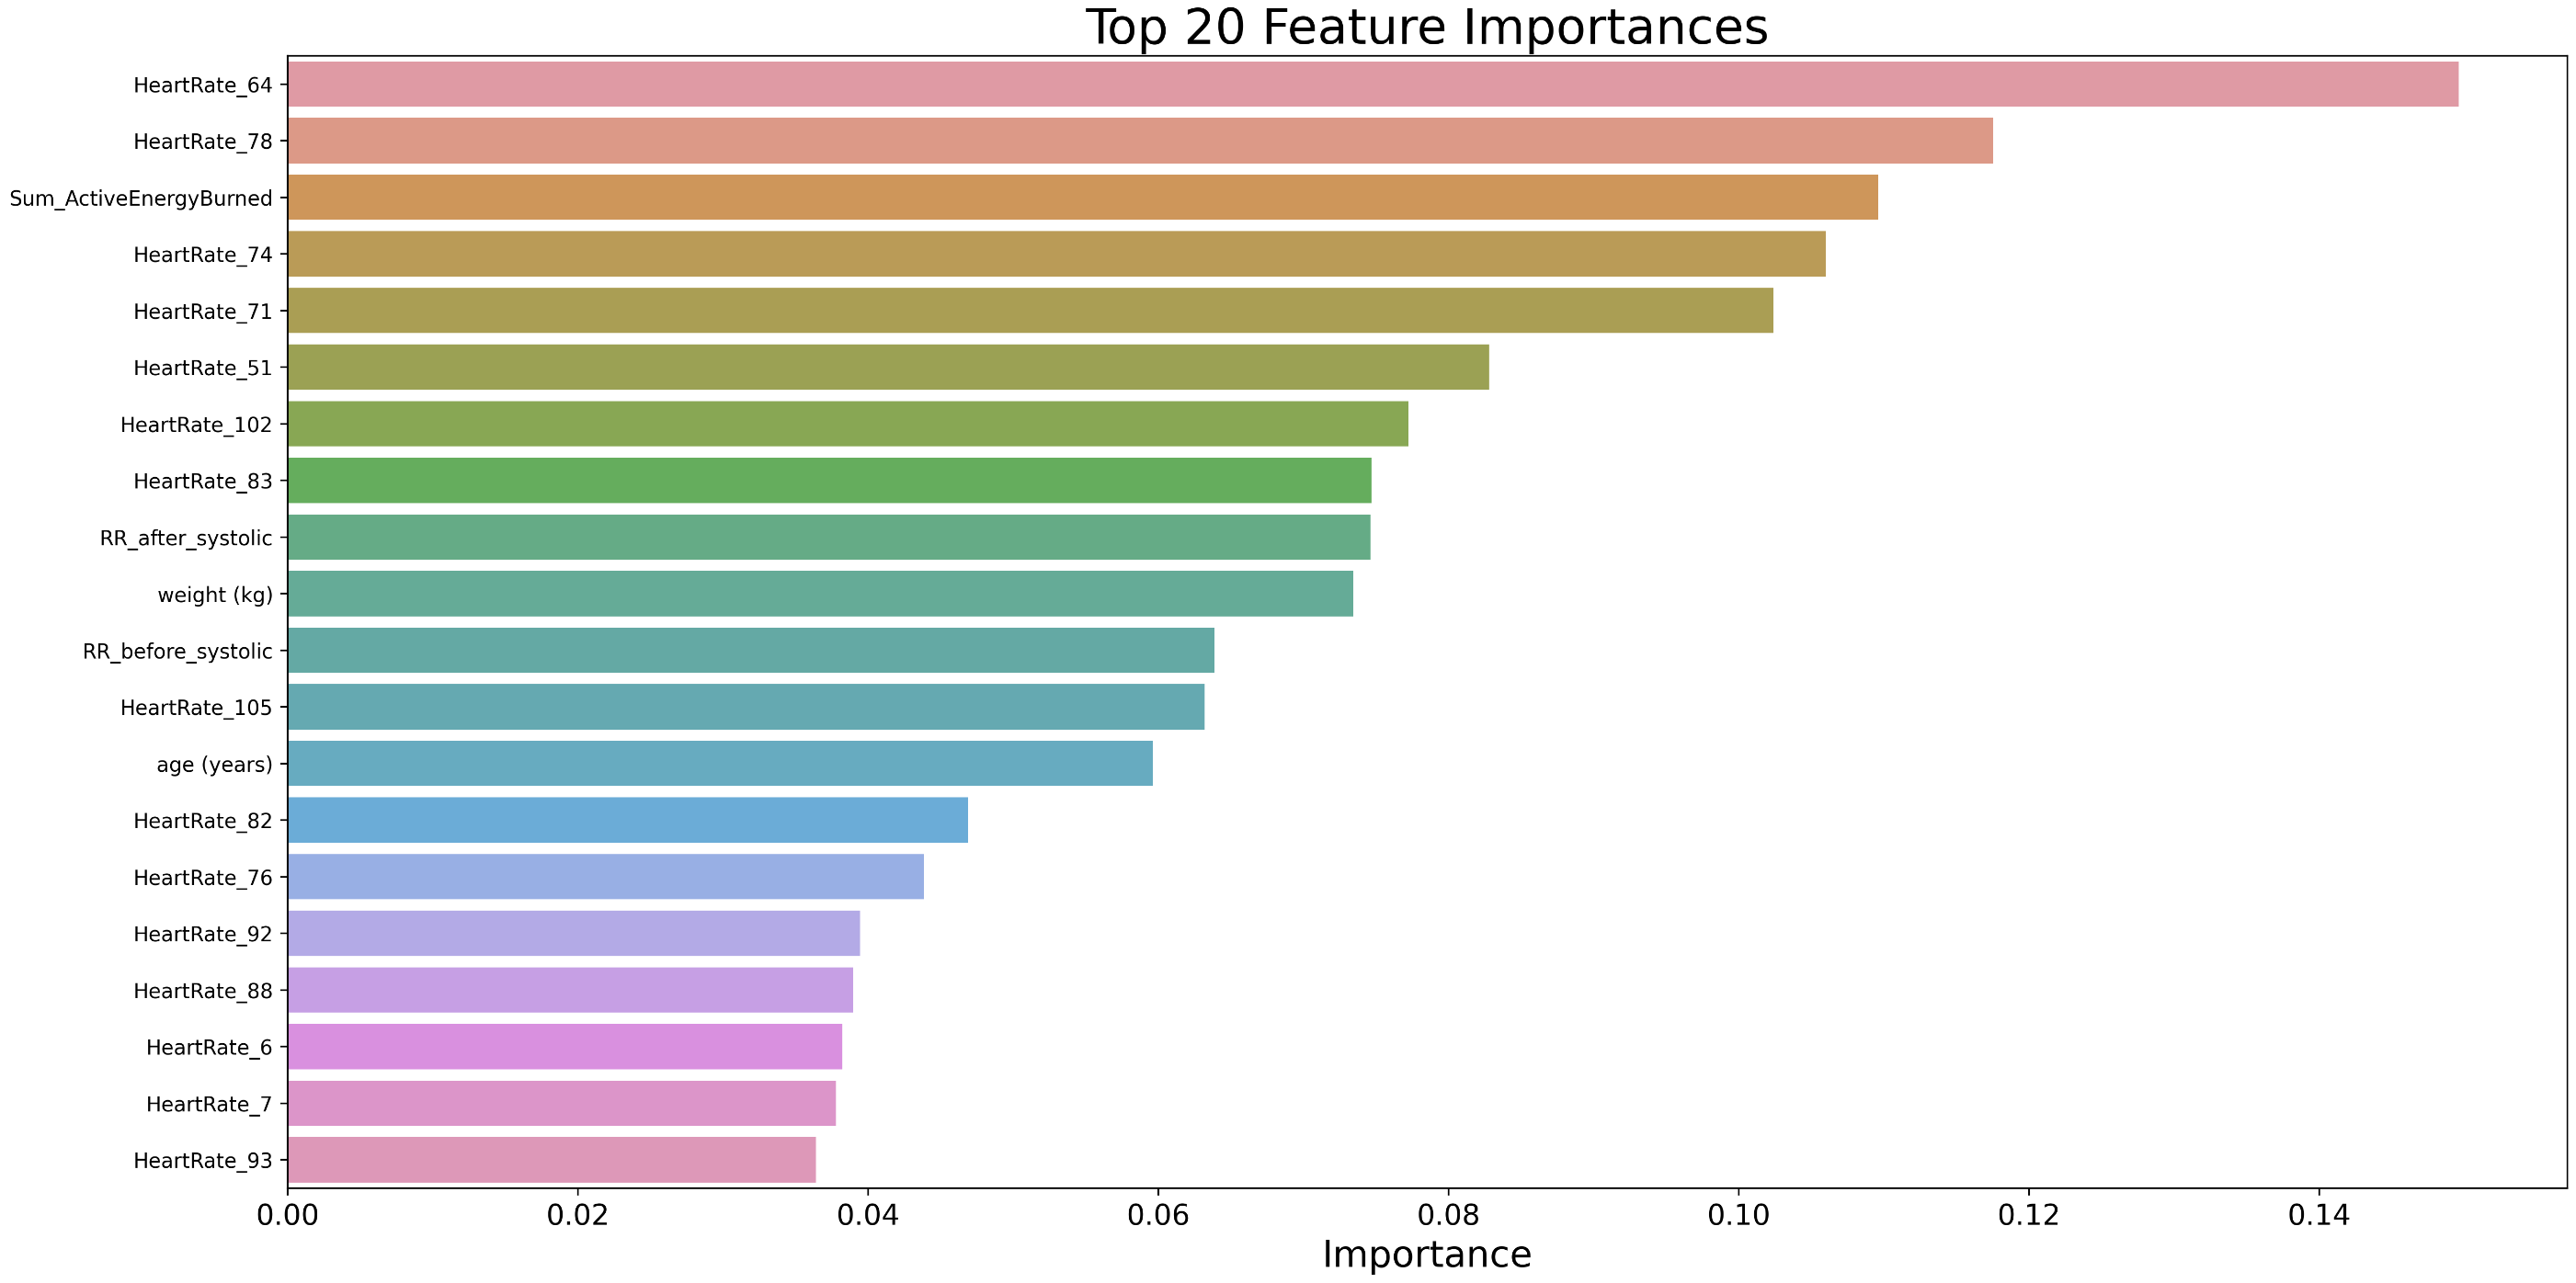 Top 20 Feature Importances
HeartRate_64
HeartRate_78
Sum_ActiveEnergyBurned
HeartRate_74
HeartRate_71
HeartRate_51
HeartRate_102
HeartRate_83
RR_after_systolic
weight (kg)
RR_before_systolic
HeartRate_105
age (years)
HeartRate_82
HeartRate_76
HeartRate_92
HeartRate_88
HeartRate_6
HeartRate_7
HeartRate_93
0.00 0.02 0.04 0.06 0.08 0.10 0.12 0.14
Importance